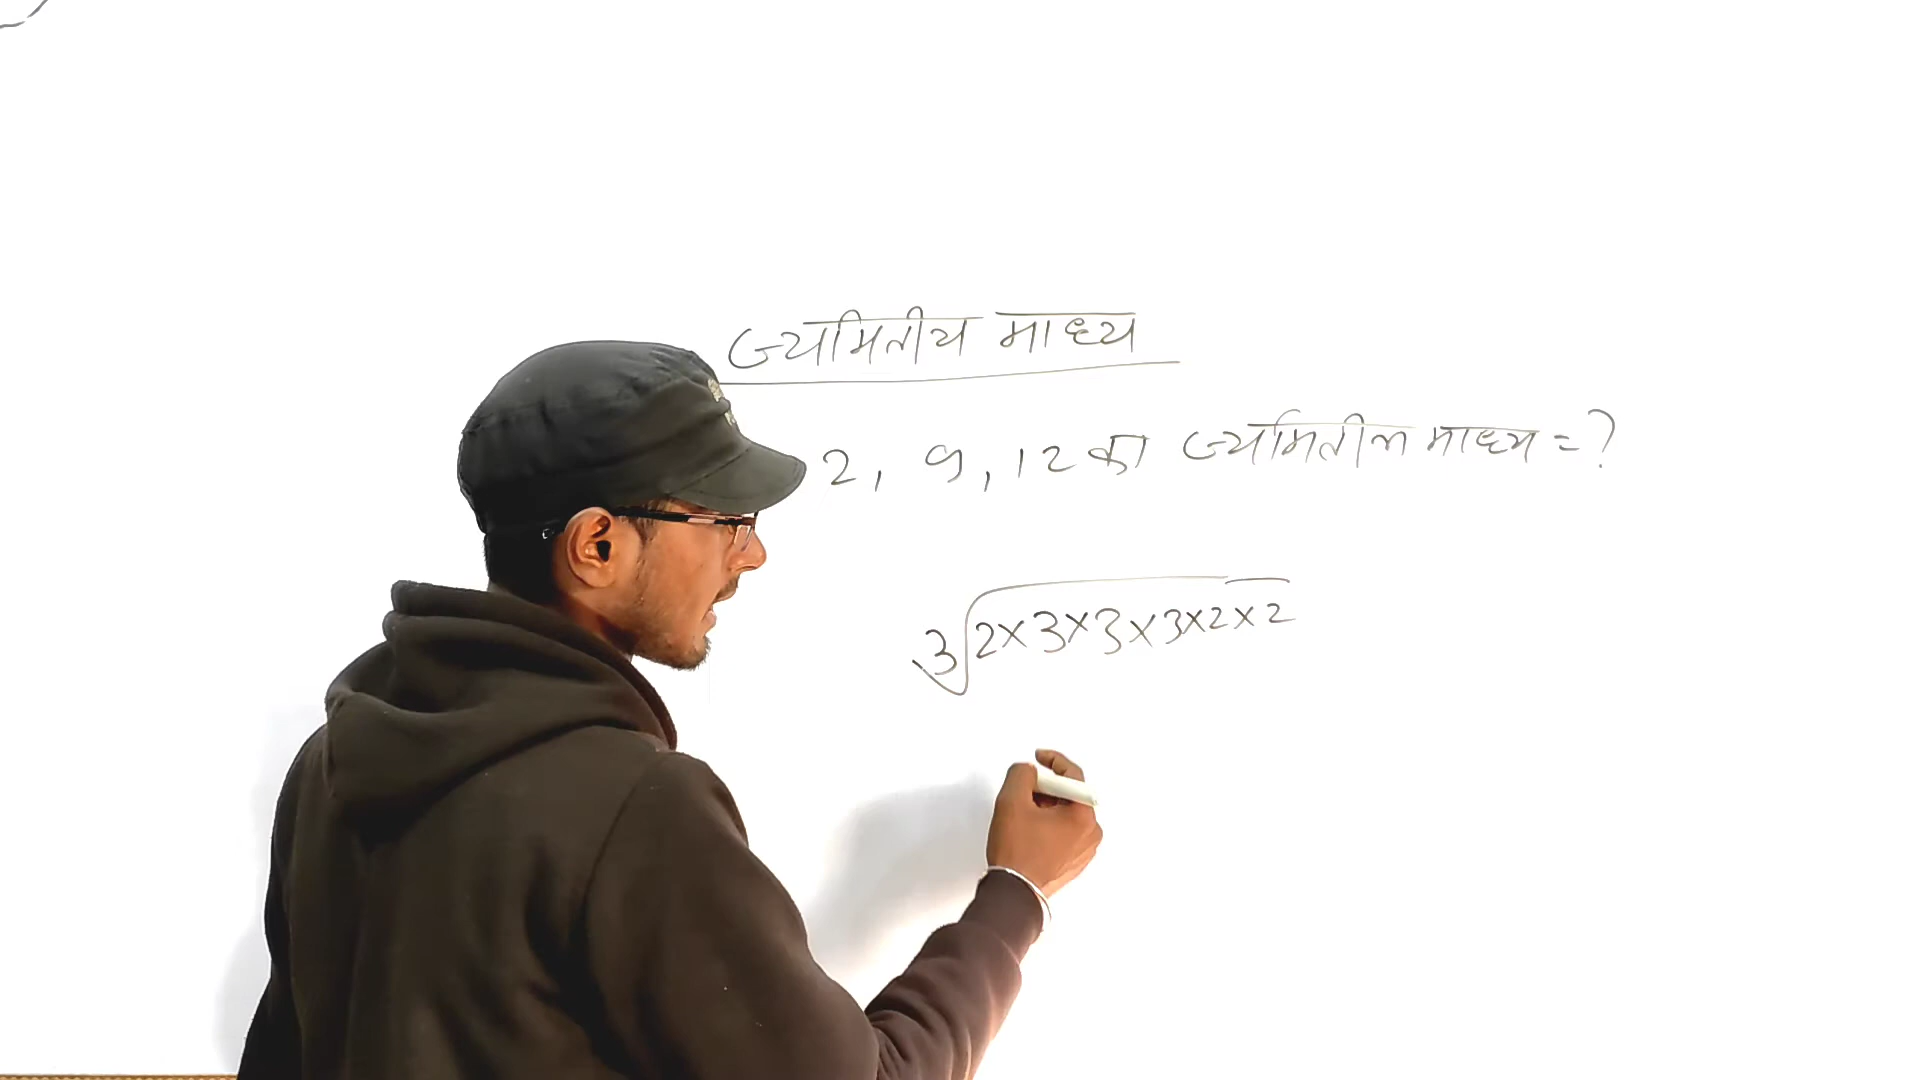 ज्यामितीय माध्य
2, 9, 12 का ज्यामितीय माध्य = ?
3√2×3×3×3×2×2